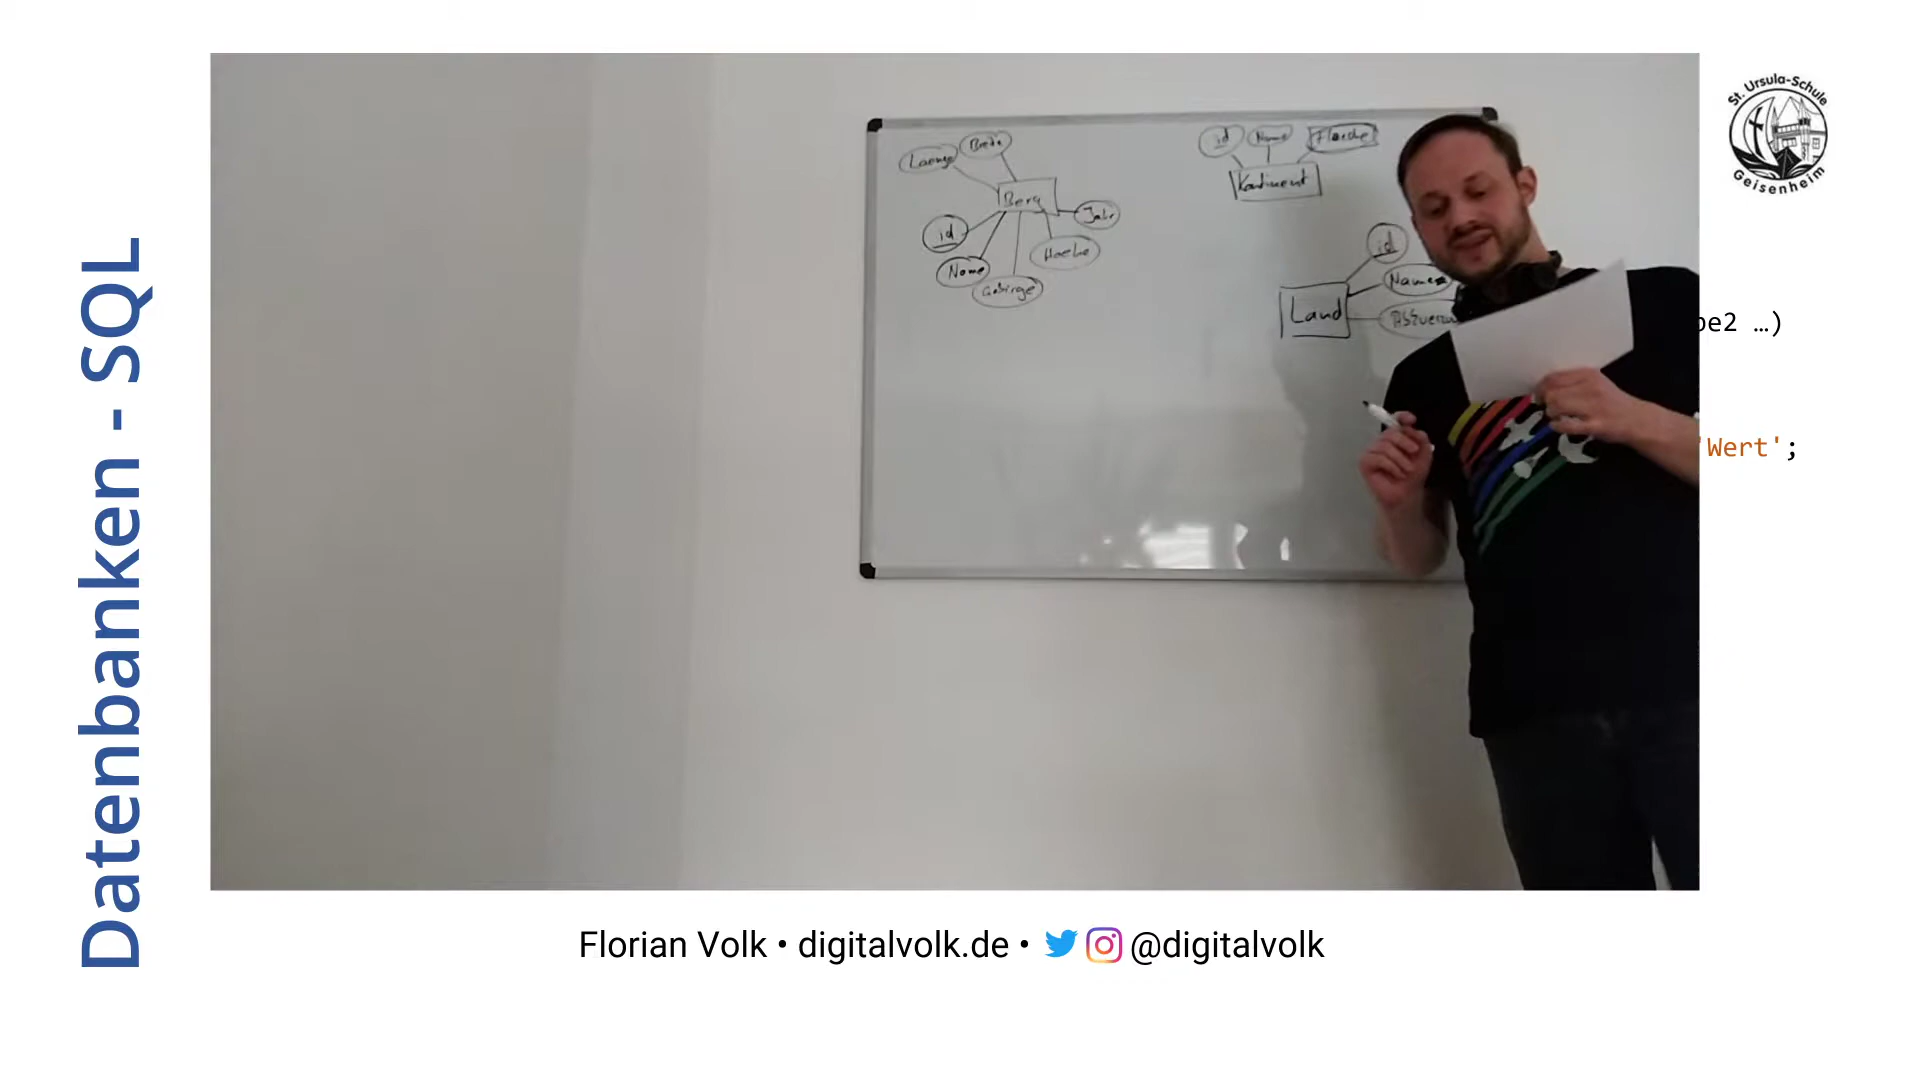 Datenbanken - SQL
St. Ursula-Schule
Geisenheim
Laenge
Breite
Berg
id
Name
Gebirge
Hoehe
Jahr
id
Name
Flaeche
Kontinent
id
Name
Land
be2 …)
'Wert';
Florian Volk • digitalvolk.de • @digitalvolk